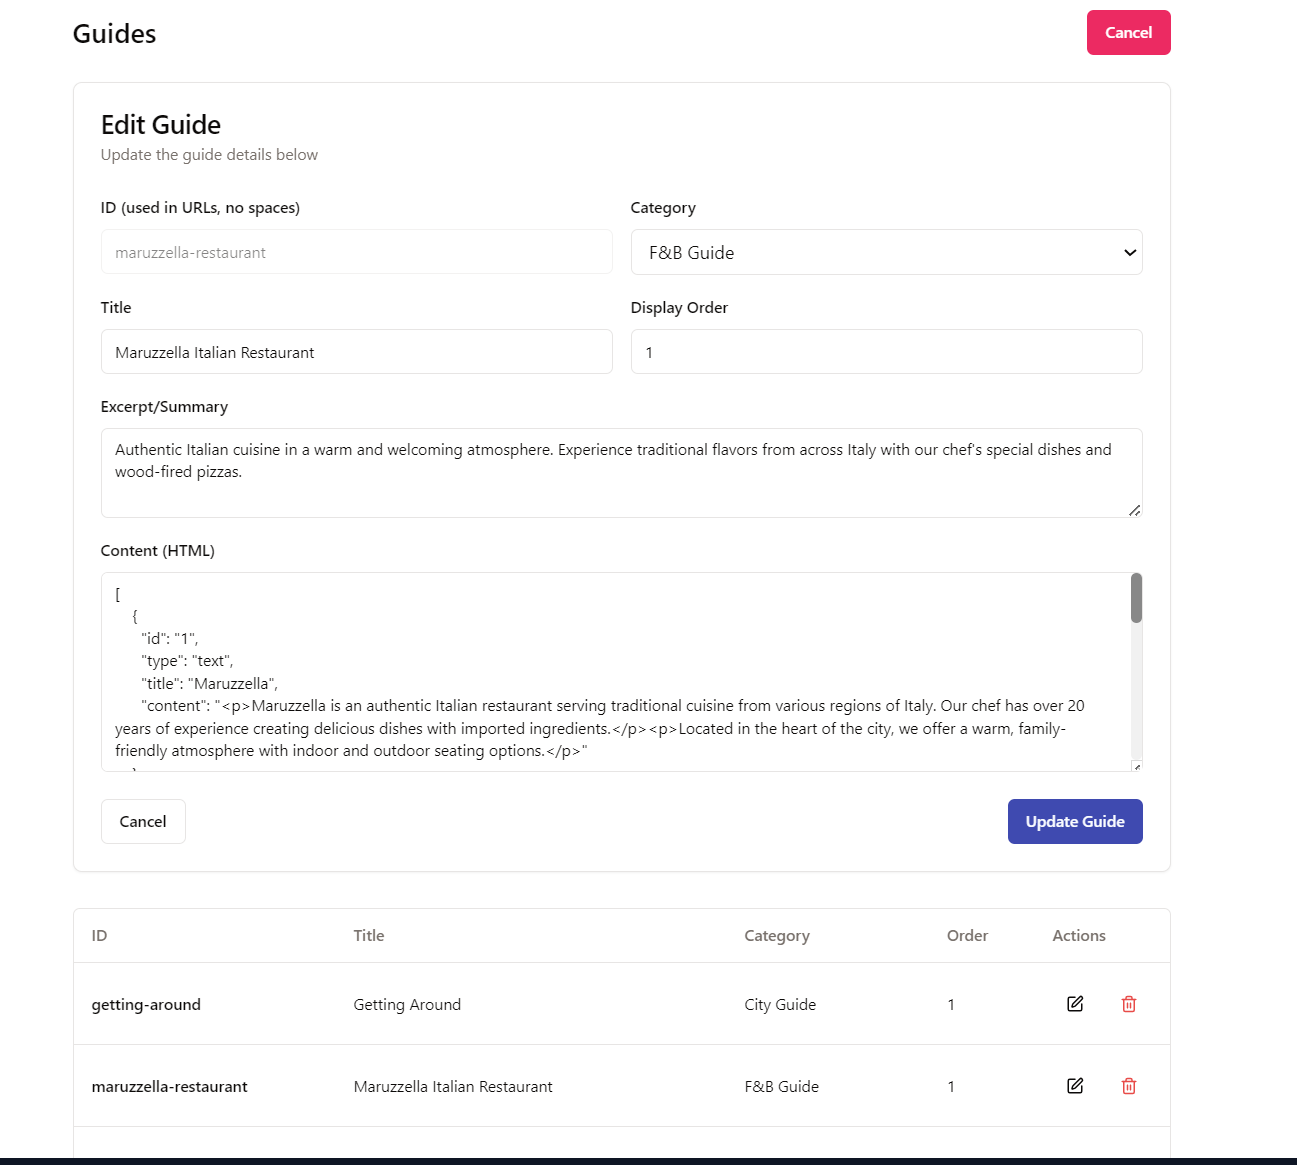 Guides
Cancel
Edit Guide
Update the guide details below
ID (used in URLs, no spaces)
Category
maruzzella-restaurant
F&B Guide
Title
Display Order
Maruzzella Italian Restaurant
1
Excerpt/Summary
Authentic Italian cuisine in a warm and welcoming atmosphere. Experience traditional flavors from across Italy with our chef's special dishes and
wood-fired pizzas.
Content (HTML)
[
{
"id": "1",
"type": "text",
"title": "Maruzzella",
"content": "<p>Maruzzella is an authentic Italian restaurant serving traditional cuisine from various regions of Italy. Our chef has over 20
years of experience creating delicious dishes with imported ingredients.</p><p>Located in the heart of the city, we offer a warm, family-
friendly atmosphere with indoor and outdoor seating options.</p>"
Cancel
Update Guide
ID Title Category Order Actions
getting-around Getting Around City Guide 1
maruzzella-restaurant Maruzzella Italian Restaurant F&B Guide 1